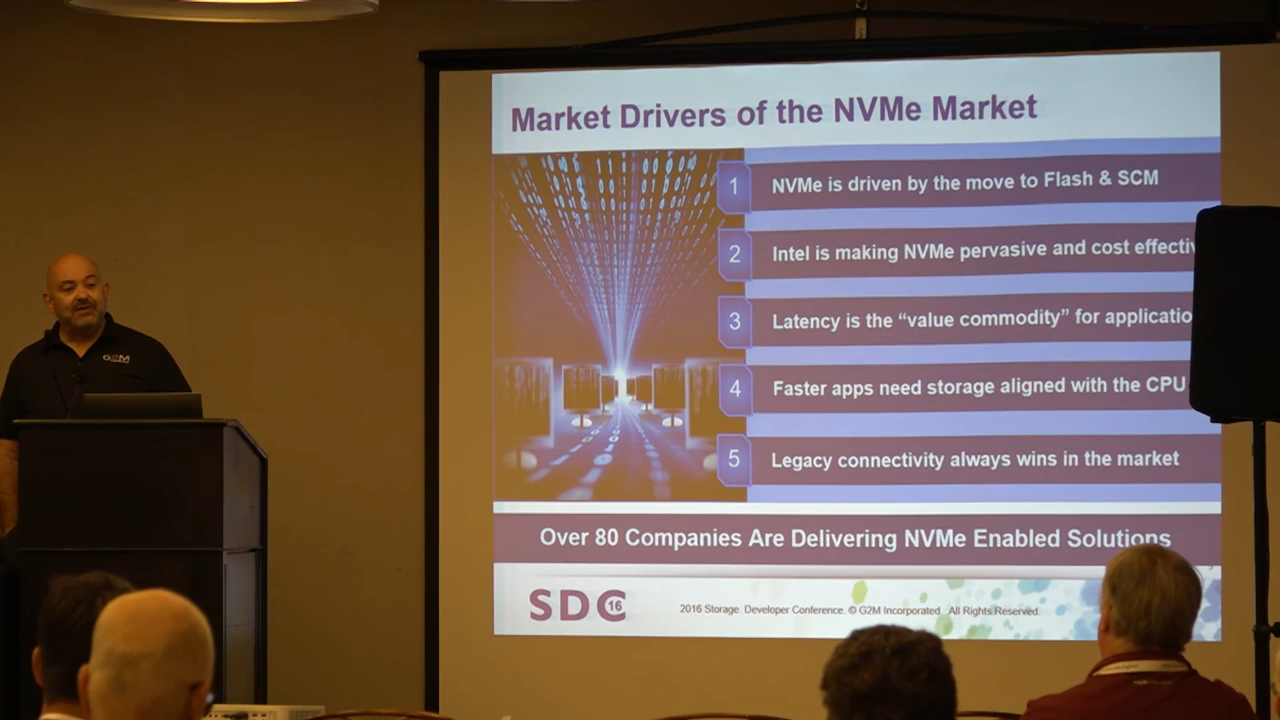 Market Drivers of the NVMe Market
1 NVMe is driven by the move to Flash & SCM
2 Intel is making NVMe pervasive and cost effectiv
3 Latency is the “value commodity” for applicatio
4 Faster apps need storage aligned with the CPU
5 Legacy connectivity always wins in the market
Over 80 Companies Are Delivering NVMe Enabled Solutions
SDC 16
2016 Storage Developer Conference. © G2M Incorporated. All Rights Reserved.
G2M